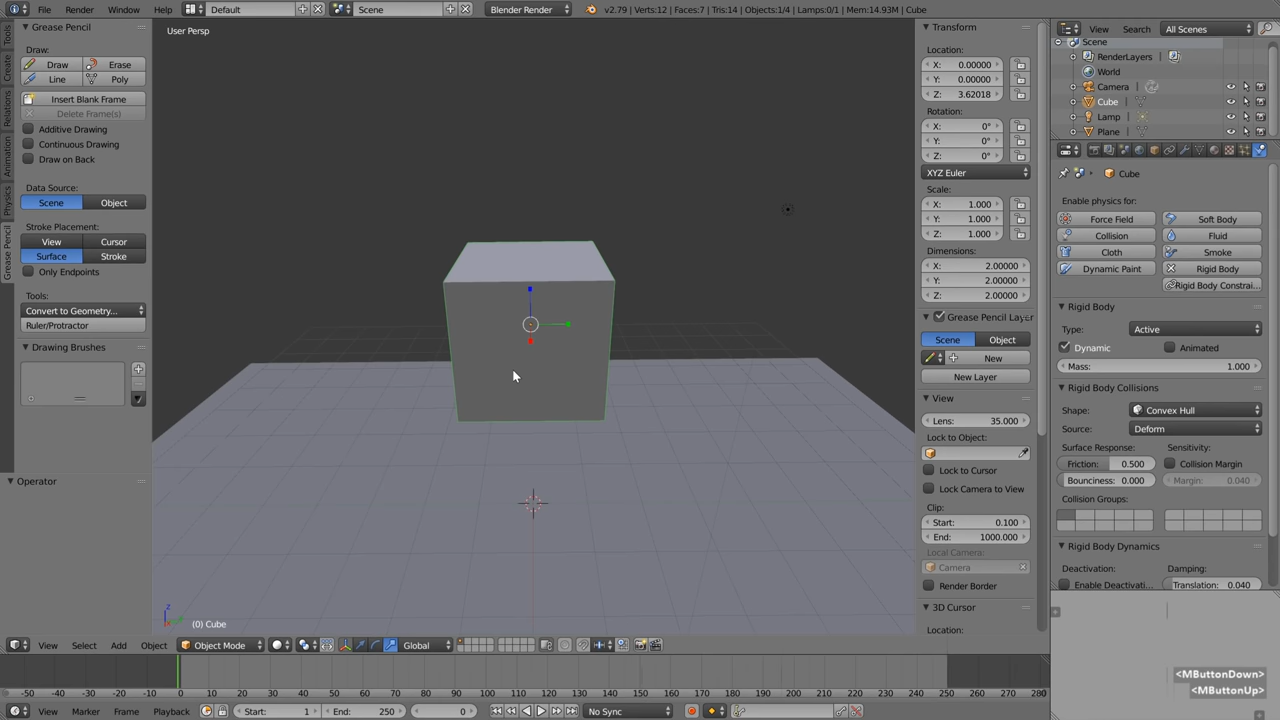 File Render Window Help Default Scene Blender Render v2.79 | Verts:12 | Faces:7 | Tris:14 | Objects:1/4 | Lamps:0/1 | Mem:14.93M | Cube
Tools
Create
Relations
Animation
Physics
Grease Pencil
Grease Pencil
Draw:
Draw Erase
Line Poly
Insert Blank Frame
Delete Frame(s)
Additive Drawing
Continuous Drawing
Draw on Back
Data Source:
Scene Object
Stroke Placement:
View Cursor
Surface Stroke
Only Endpoints
Tools:
Convert to Geometry...
Ruler/Protractor
Drawing Brushes
Operator
User Persp
(0) Cube
z
Transform
Location:
X: 0.00000
Y: 0.00000
Z: 3.62018
Rotation:
X: 0°
Y: 0°
Z: 0°
XYZ Euler
Scale:
X: 1.000
Y: 1.000
Z: 1.000
Dimensions:
X: 2.00000
Y: 2.00000
Z: 2.00000
Grease Pencil Layer
Scene Object
New
New Layer
View
Lens: 35.000
Lock to Object:
Lock to Cursor
Lock Camera to View
Clip:
Start: 0.100
End: 1000.000
Local Camera:
Camera
Render Border
3D Cursor
Location:
View Search All Scenes
Scene
RenderLayers
World
Camera
Cube
Lamp
Plane
Cube
Enable physics for:
Force Field Soft Body
Collision Fluid
Cloth Smoke
Dynamic Paint Rigid Body
Rigid Body Constrai...
Rigid Body
Type: Active
Dynamic Animated
Mass: 1.000
Rigid Body Collisions
Shape: Convex Hull
Source: Deform
Surface Response: Sensitivity:
Friction: 0.500 Collision Margin
Bounciness: 0.000 Margin: 0.040
Collision Groups:
Rigid Body Dynamics
Deactivation: Damping:
Enable Deactivati... Translation: 0.040
<MButtonDown>
<MButtonUp>
View Select Add Object Object Mode Global
-50 -40 -30 -20 -10 0 10 20 30 40 50 60 70 80 90 100 110 120 130 140 150 160 170 180 190 200 210 220 230 240 250 260 270 280
View Marker Frame Playback Start: 1 End: 250 0 No Sync